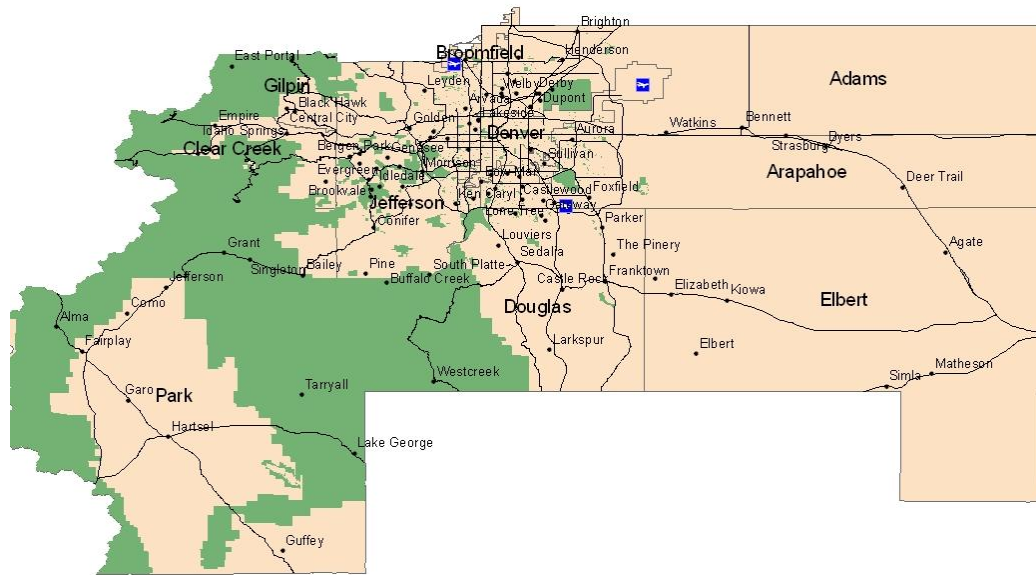 Brighton
Broomfield
Henderson
East Portal
Gilpin
Leyden
Welby
Derby
Adams
Black Hawk
Arvada
Dupont
Empire
Central City
Lakeside
Golden
Denver
Aurora
Watkins
Bennett
Idaho Springs
Clear Creek
Bergen Park
Genesee
Sullivan
Strasburg
Byers
Morrison
Evergreen
Idledale
Bow Mar
Arapahoe
Deer Trail
Brookvale
Ken Caryl
Castlewood
Foxfield
Jefferson
Lone Tree
Conifer
Parker
Louviers
Grant
The Pinery
Agate
Sedalia
Singleton
Bailey
Pine
South Platte
Franktown
Jefferson
Buffalo Creek
Castle Rock
Elizabeth
Kiowa
Elbert
Como
Douglas
Alma
Fairplay
Larkspur
Elbert
Matheson
Westcreek
Simla
Garo
Park
Tarryall
Hartsel
Lake George
Guffey